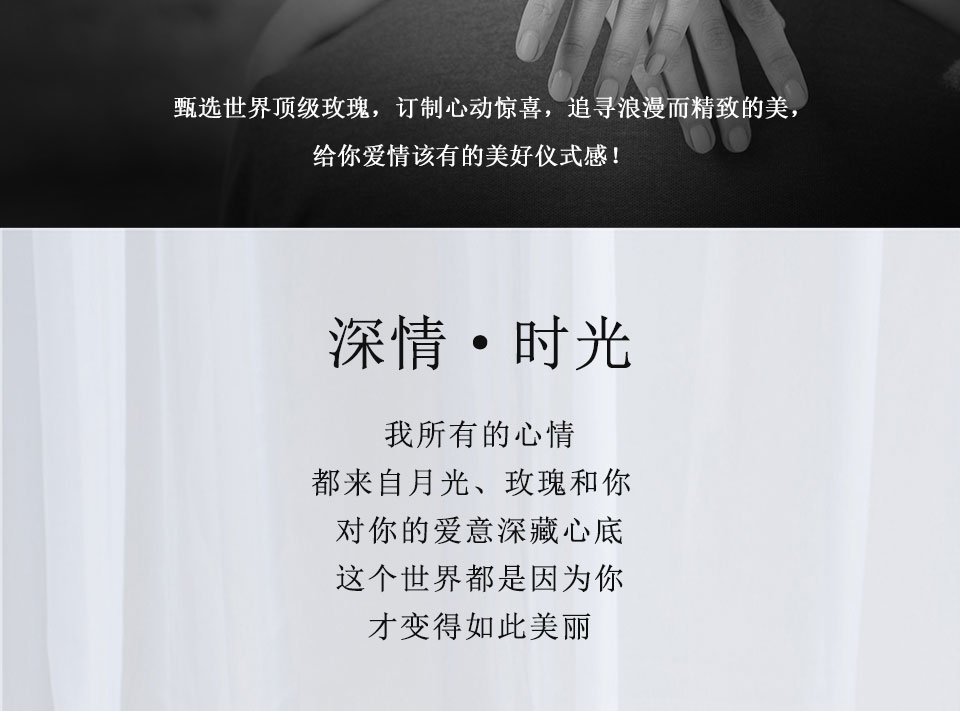 甄选世界顶级玫瑰，订制心动惊喜，追寻浪漫而精致的美，
给你爱情该有的美好仪式感！
深情·时光
我所有的心情
都来自月光、玫瑰和你
对你的爱意深藏心底
这个世界都是因为你
才变得如此美丽